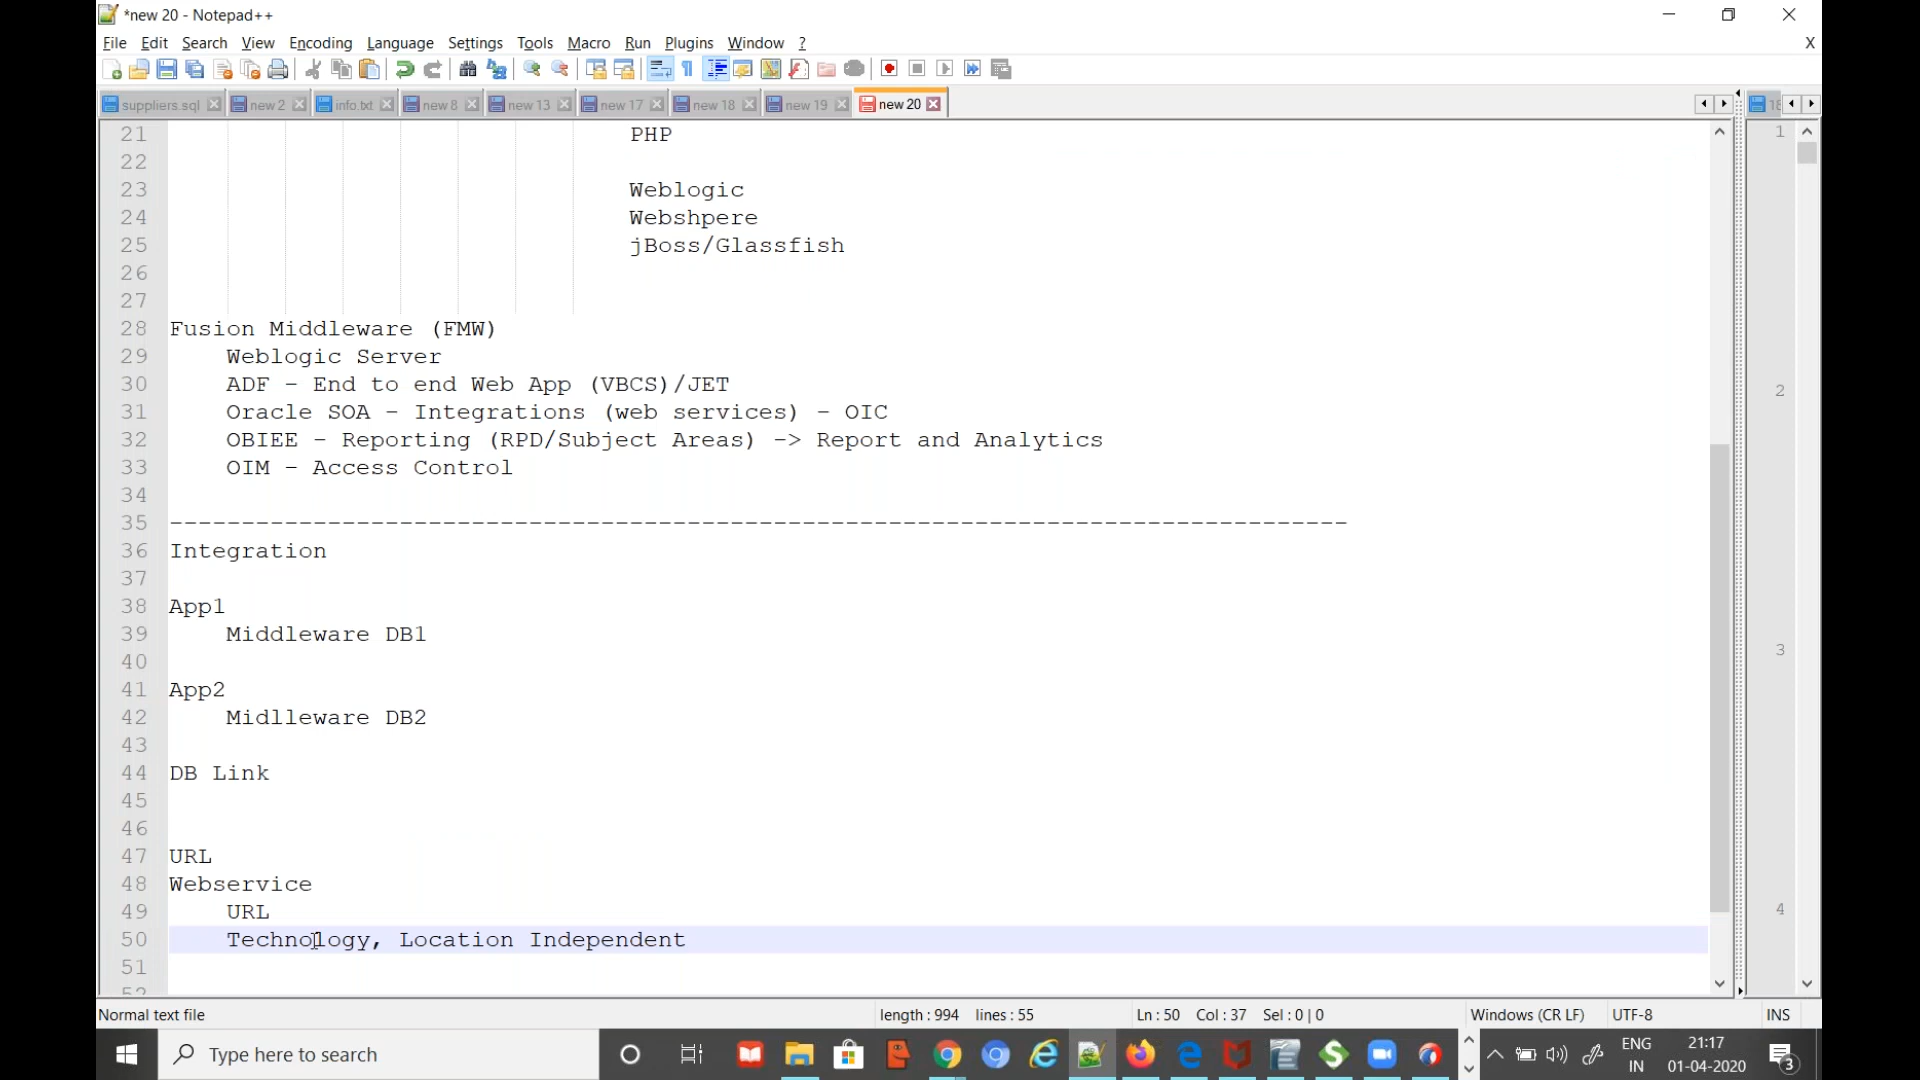 *new 20 - Notepad++
File Edit Search View Encoding Language Settings Tools Macro Run Plugins Window ? X
suppliers.sql new 2 info.txt new 8 new 13 new 17 new 18 new 19 new 20
21 PHP
22
23 Weblogic
24 Webshpere
25 jBoss/Glassfish
26
27
28 Fusion Middleware (FMW)
29 Weblogic Server
30 ADF - End to end Web App (VBCS)/JET
31 Oracle SOA - Integrations (web services) - OIC
32 OBIEE - Reporting (RPD/Subject Areas) -> Report and Analytics
33 OIM - Access Control
34
35 ----------------------------------------------------------------------------------
36 Integration
37
38 App1
39 Middleware DB1
40
41 App2
42 Midlleware DB2
43
44 DB Link
45
46
47 URL
48 Webservice
49 URL
50 Technology, Location Independent
51
52
1
2
3
4
Normal text file length : 994 lines : 55 Ln : 50 Col : 37 Sel : 0 | 0 Windows (CR LF) UTF-8 INS
Type here to search
ENG
IN
21:17
01-04-2020
3